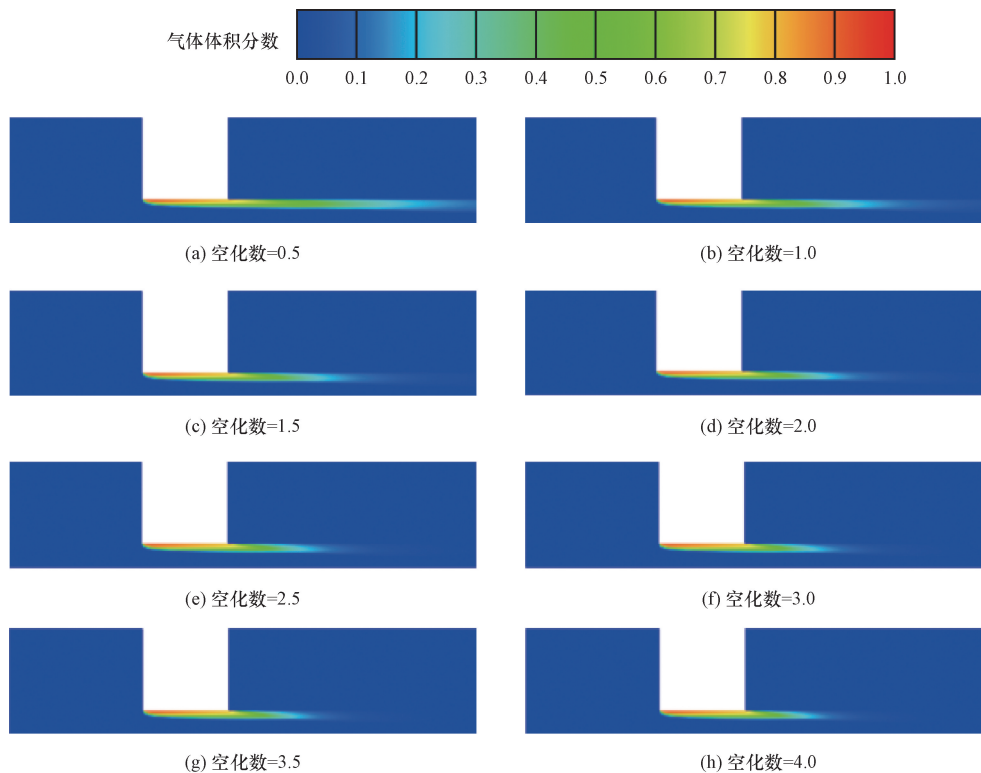 气体体积分数
0.0 0.1 0.2 0.3 0.4 0.5 0.6 0.7 0.8 0.9 1.0
(a) 空化数=0.5
(b) 空化数=1.0
(c) 空化数=1.5
(d) 空化数=2.0
(e) 空化数=2.5
(f) 空化数=3.0
(g) 空化数=3.5
(h) 空化数=4.0